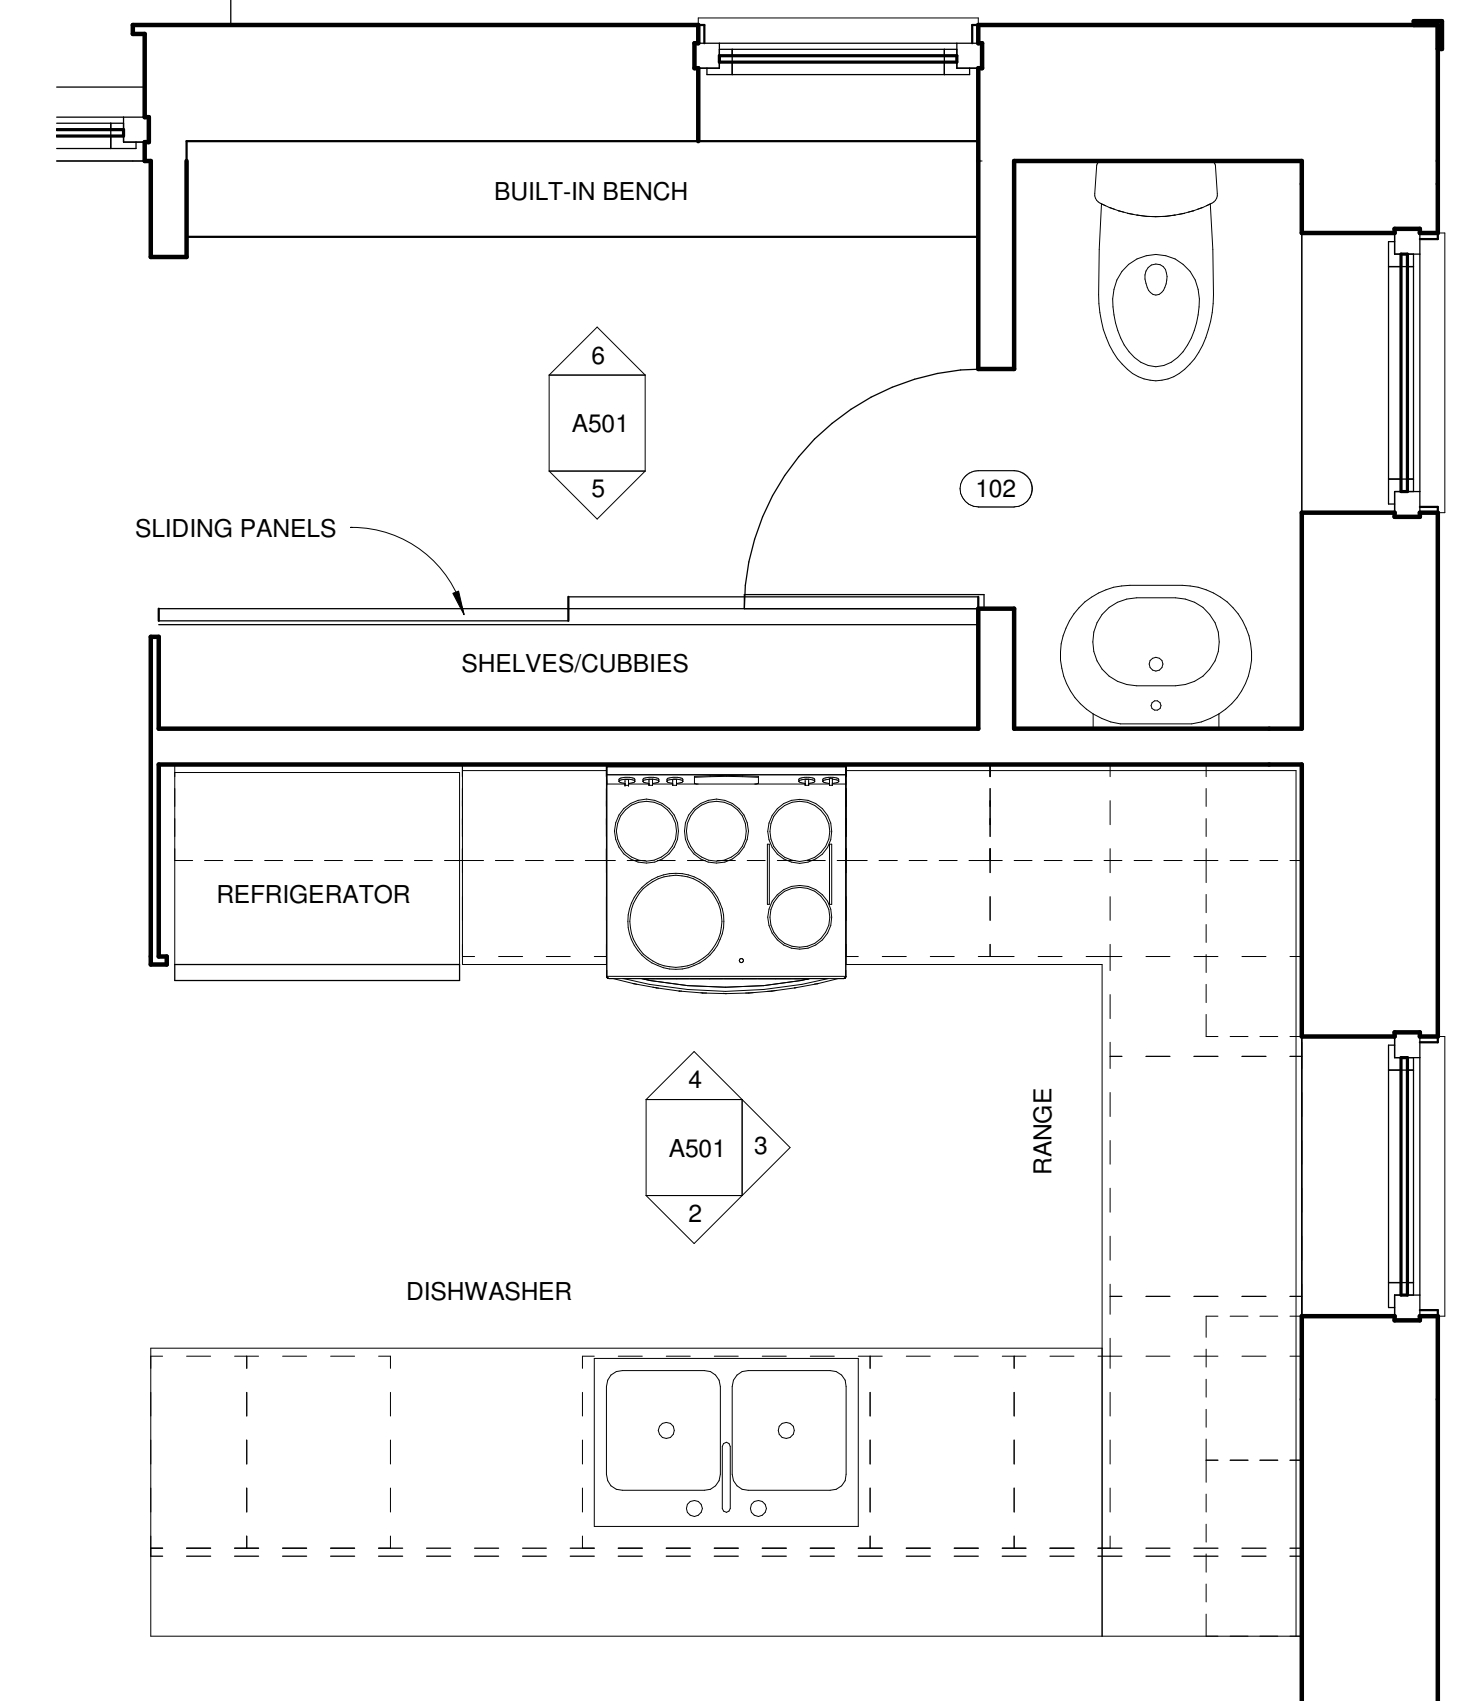 BUILT-IN BENCH
6
A501
5
102
SLIDING PANELS
SHELVES/CUBBIES
REFRIGERATOR
4
A501
3
2
RANGE
DISHWASHER